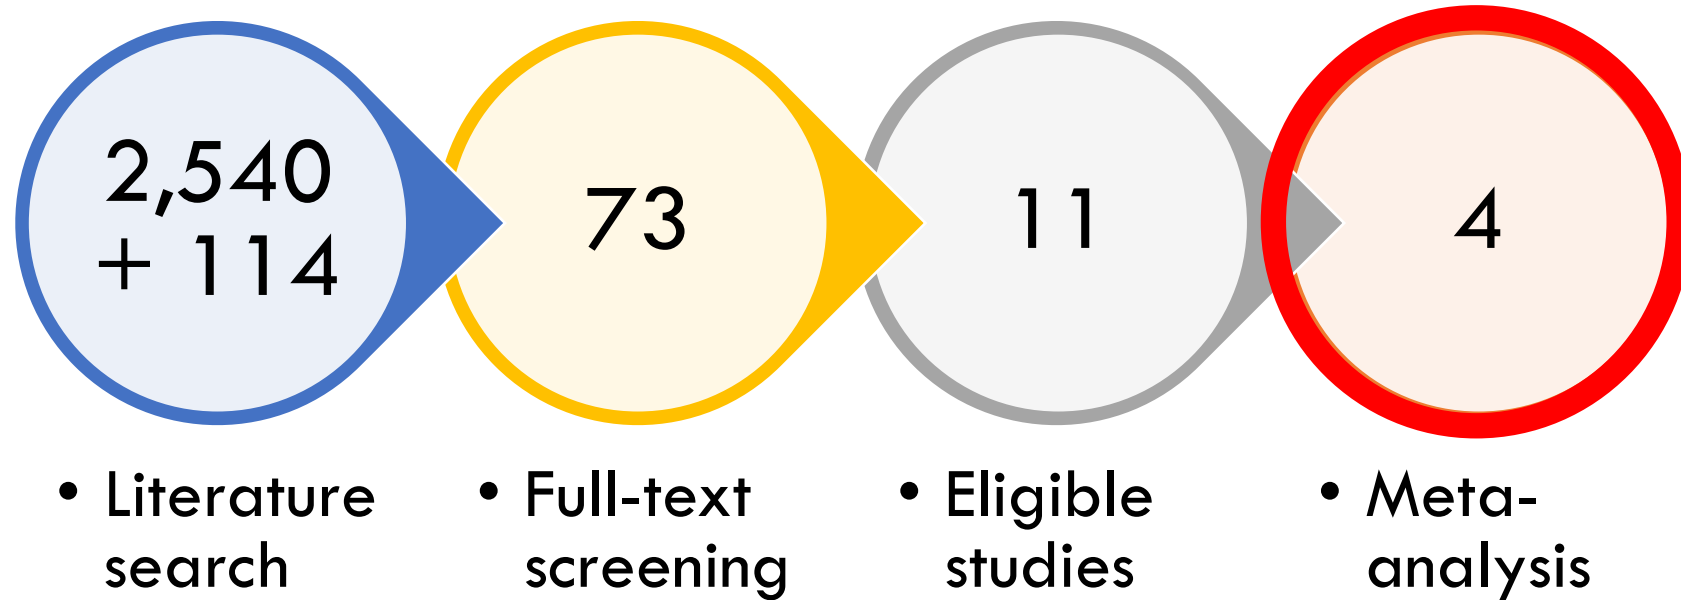 2,540
+ 114
73
11
4
• Literature
search
• Full-text
screening
• Eligible
studies
• Meta-
analysis